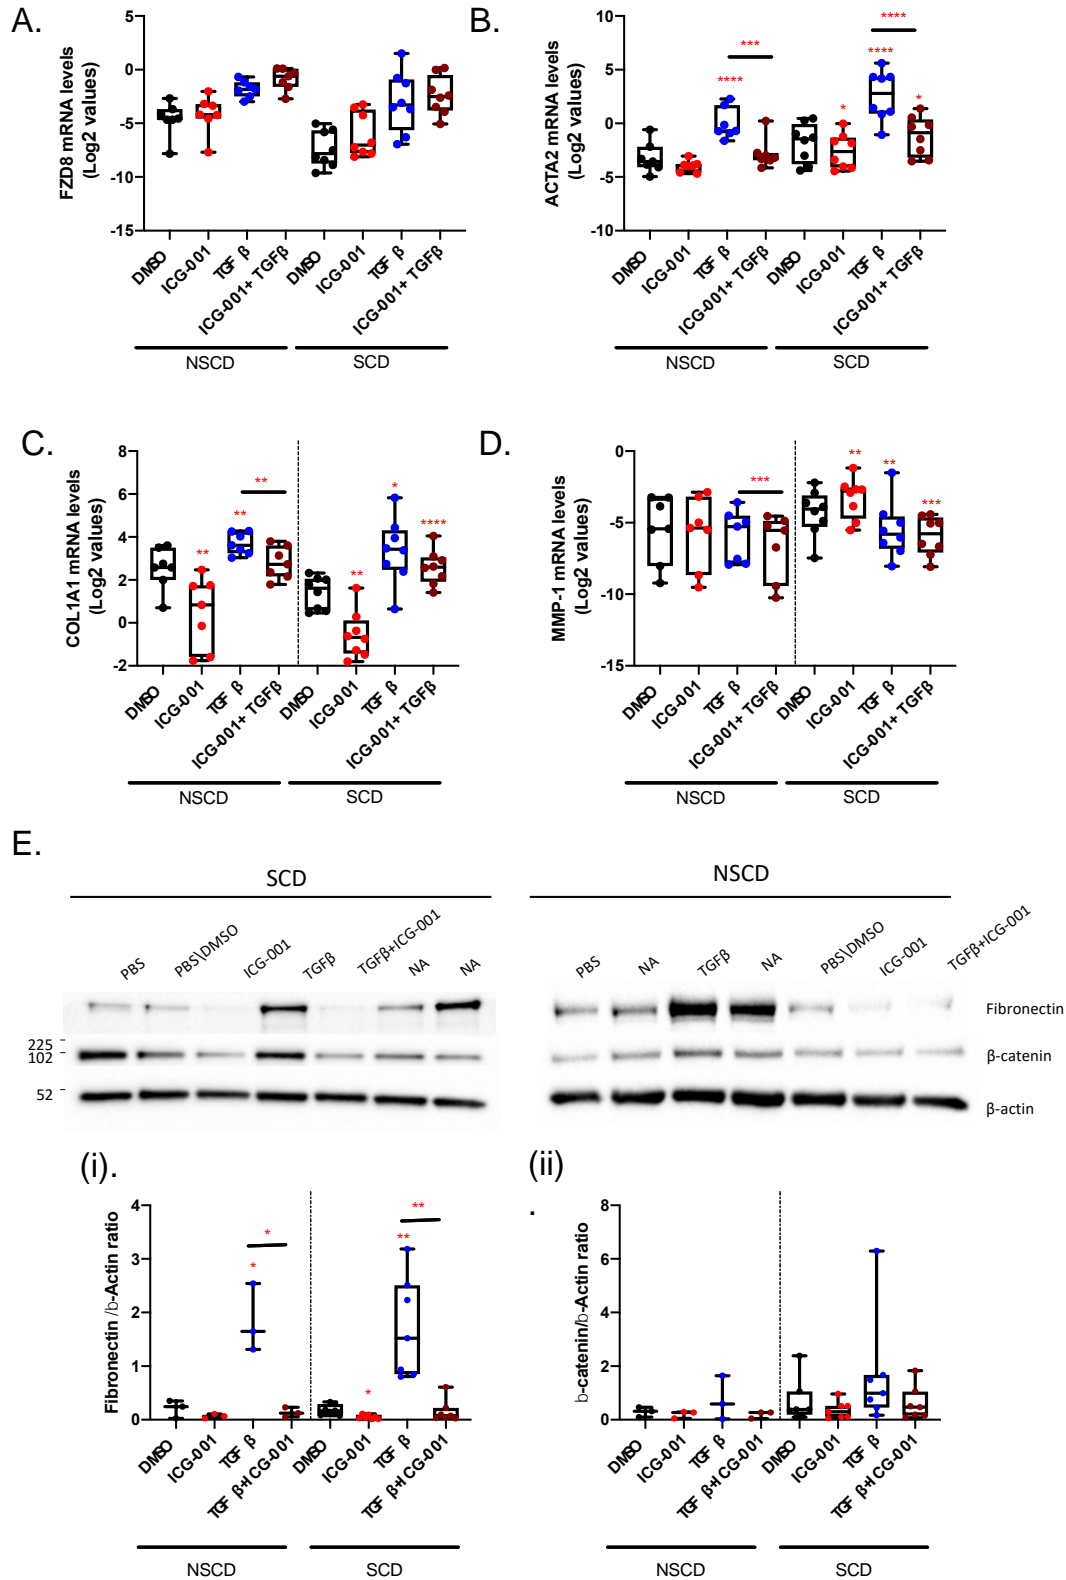 A.
FZD8 mRNA levels
(Log2 values)
5
0
-5
-10
-15
DMSO
ICG-001
TGF β
ICG-001+ TGFβ
DMSO
ICG-001
TGF β
ICG-001+ TGFβ
NSCD
SCD
B.
ACTA2 mRNA levels
(Log2 values)
10
5
0
-5
-10
****
***
****
****
*
*
DMSO
ICG-001
TGF β
ICG-001+ TGFβ
DMSO
ICG-001
TGF β
ICG-001+ TGFβ
NSCD
SCD
C.
COL1A1 mRNA levels
(Log2 values)
8
6
4
2
0
-2
**
**
**
*
**
****
DMSO
ICG-001
TGF β
ICG-001+ TGFβ
DMSO
ICG-001
TGF β
ICG-001+ TGFβ
NSCD
SCD
D.
MMP-1 mRNA levels
(Log2 values)
0
-5
-10
-15
***
**
**
***
DMSO
ICG-001
TGF β
ICG-001+ TGFβ
DMSO
ICG-001
TGF β
ICG-001+ TGFβ
NSCD
SCD
E.
SCD
PBS
PBS\DMSO
ICG-001
TGFβ
TGFβ+ICG-001
NA
NA
225
102
52
NSCD
PBS
NA
TGFβ
NA
PBS\DMSO
ICG-001
TGFβ+ICG-001
Fibronectin
β-catenin
β-actin
(i).
Fibronectin /b-Actin ratio
4
3
2
1
0
*
*
*
**
**
DMSO
ICG-001
TGF β
TGF β+ICG-001
DMSO
ICG-001
TGF β
TGF β+ICG-001
NSCD
SCD
(ii)
.
b-catenin/b-Actin ratio
8
6
4
2
0
DMSO
ICG-001
TGF β
TGF β+ICG-001
DMSO
ICG-001
TGF β
TGF β+ICG-001
NSCD
SCD